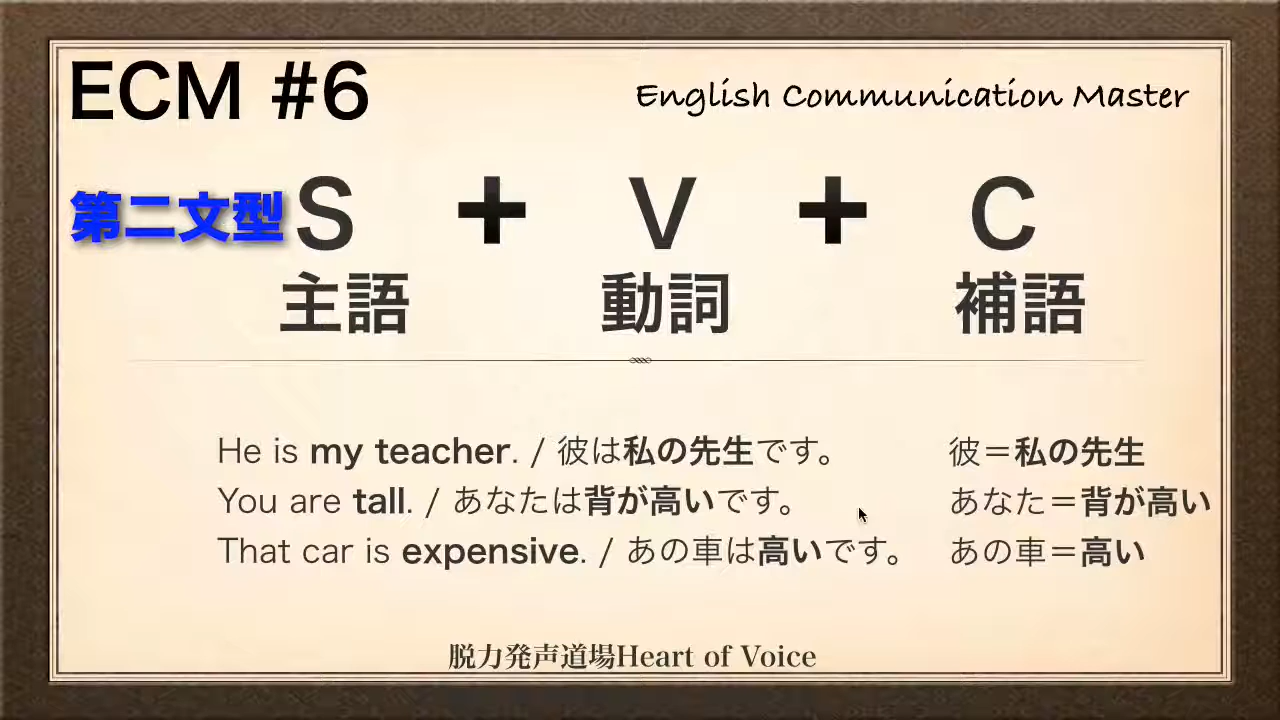 ECM #6
English Communication Master
第二文型 S + V + C
主語 動詞 補語
He is my teacher. / 彼は私の先生です。 彼＝私の先生
You are tall. / あなたは背が高いです。 あなた＝背が高い
That car is expensive. / あの車は高いです。 あの車＝高い
脱力発声道場Heart of Voice